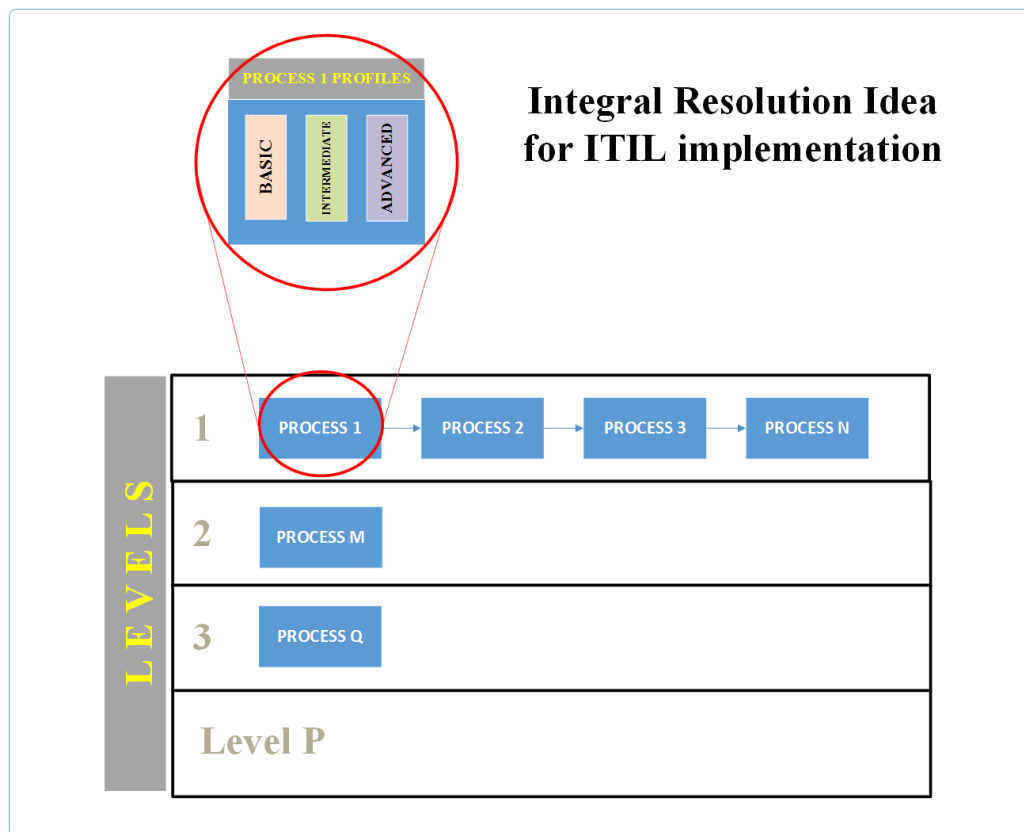 PROCESS 1 PROFILES
BASIC
INTERMEDIATE
ADVANCED
Integral Resolution Idea
for ITIL implementation
LEVELS
1
PROCESS 1
PROCESS 2
PROCESS 3
PROCESS N
2
PROCESS M
3
PROCESS Q
Level P